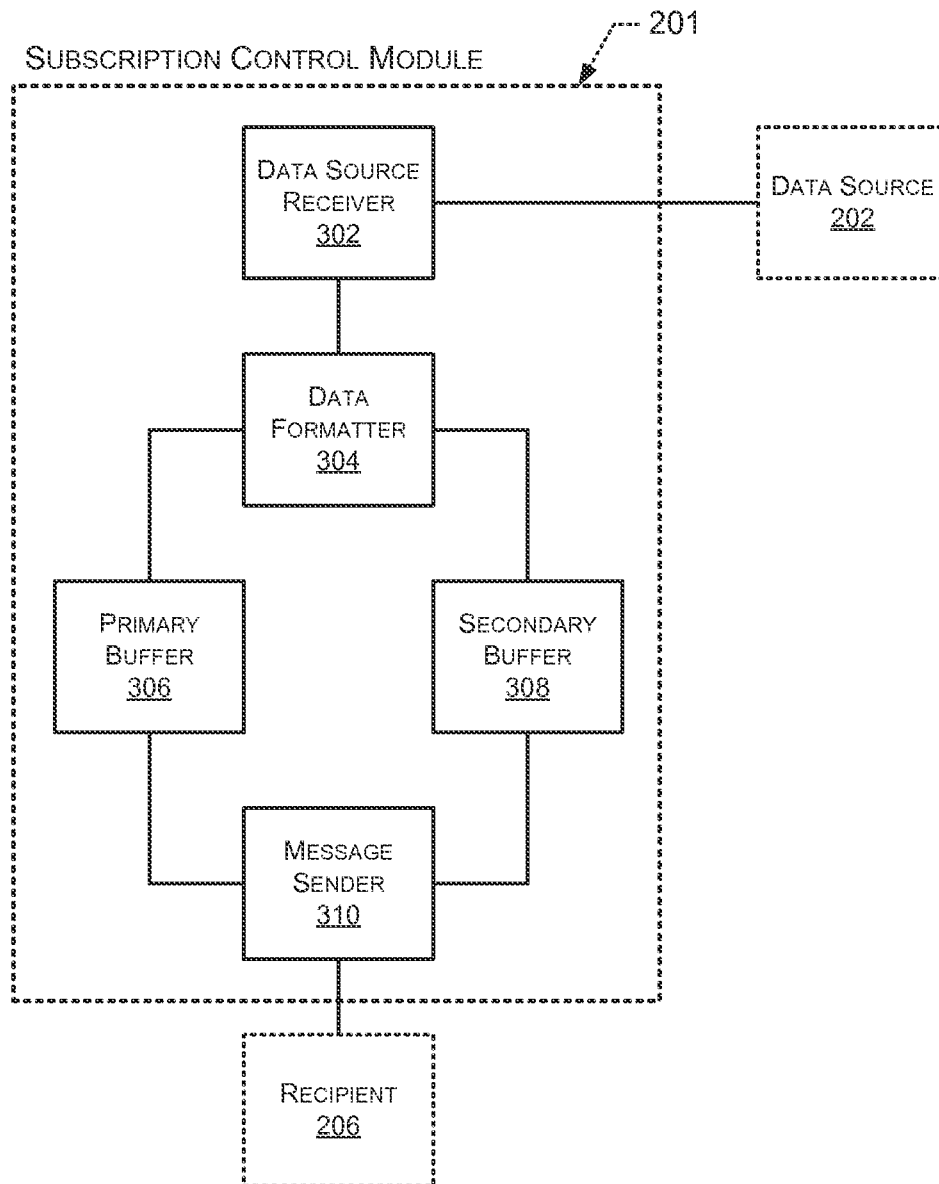 201
SUBSCRIPTION CONTROL MODULE
DATA SOURCE
RECEIVER
302
DATA SOURCE
202
DATA
FORMATTER
304
PRIMARY
BUFFER
306
SECONDARY
BUFFER
308
MESSAGE
SENDER
310
RECIPIENT
206